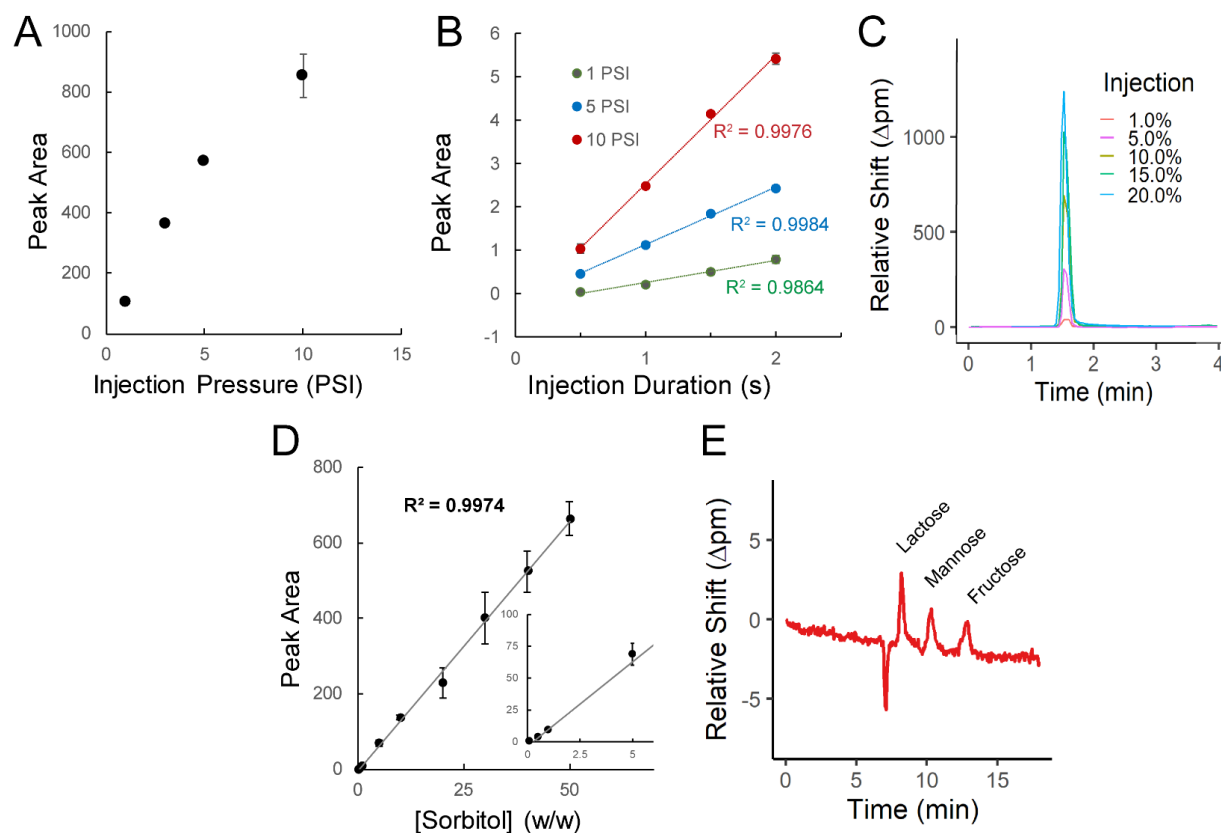 A
Peak Area
1000
800
600
400
200
0
0 5 10 15
Injection Pressure (PSI)
B
Peak Area
6
5
4
3
2
1
0
-1
1 PSI
5 PSI
10 PSI
R² = 0.9976
R² = 0.9984
R² = 0.9864
0 1 2
Injection Duration (s)
C
Relative Shift (Δpm)
1000
500
0
Injection
1.0%
5.0%
10.0%
15.0%
20.0%
0 1 2 3 4
Time (min)
D
Peak Area
800
600
400
200
0
R² = 0.9974
100
75
50
25
0
0 2.5 5
0 25 50
[Sorbitol] (w/w)
E
Relative Shift (Δpm)
5
0
-5
Lactose
Mannose
Fructose
0 5 10 15
Time (min)